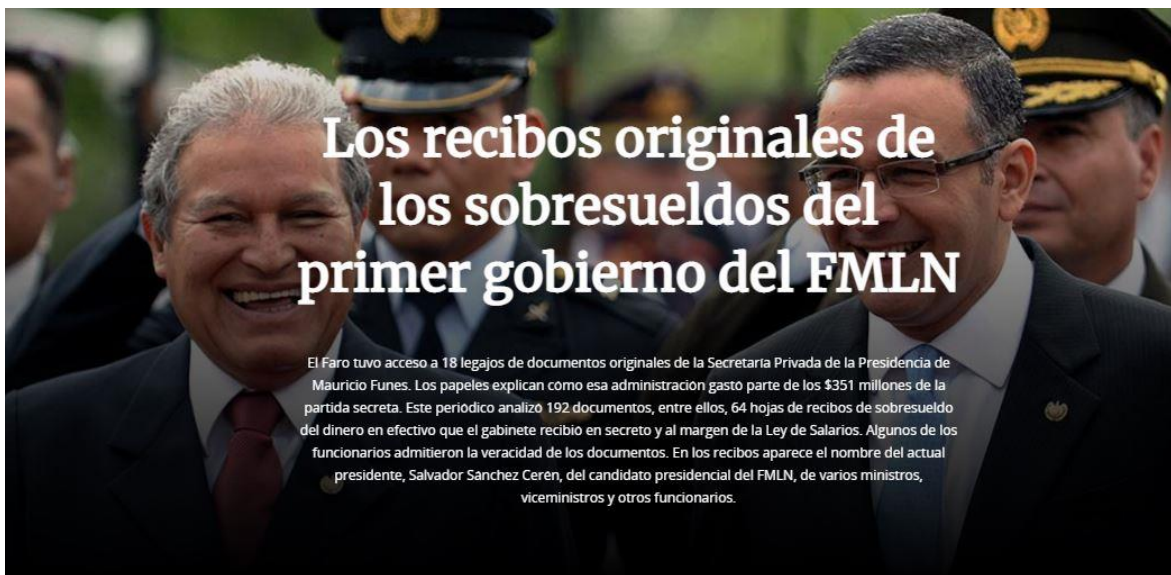 Los recibos originales de
los sobresueldos del
primer gobierno del FMLN
El Faro tuvo acceso a 18 legajos de documentos originales de la Secretaría Privada de la Presidencia de
Mauricio Funes. Los papeles explican cómo esa administración gastó parte de los $351 millones de la
partida secreta. Este periódico analizó 192 documentos, entre ellos, 64 hojas de recibos de sobresueldo
del dinero en efectivo que el gabinete recibió en secreto y al margen de la Ley de Salarios. Algunos de los
funcionarios admitieron la veracidad de los documentos. En los recibos aparece el nombre del actual
presidente, Salvador Sánchez Cerén, del candidato presidencial del FMLN, de varios ministros,
viceministros y otros funcionarios.